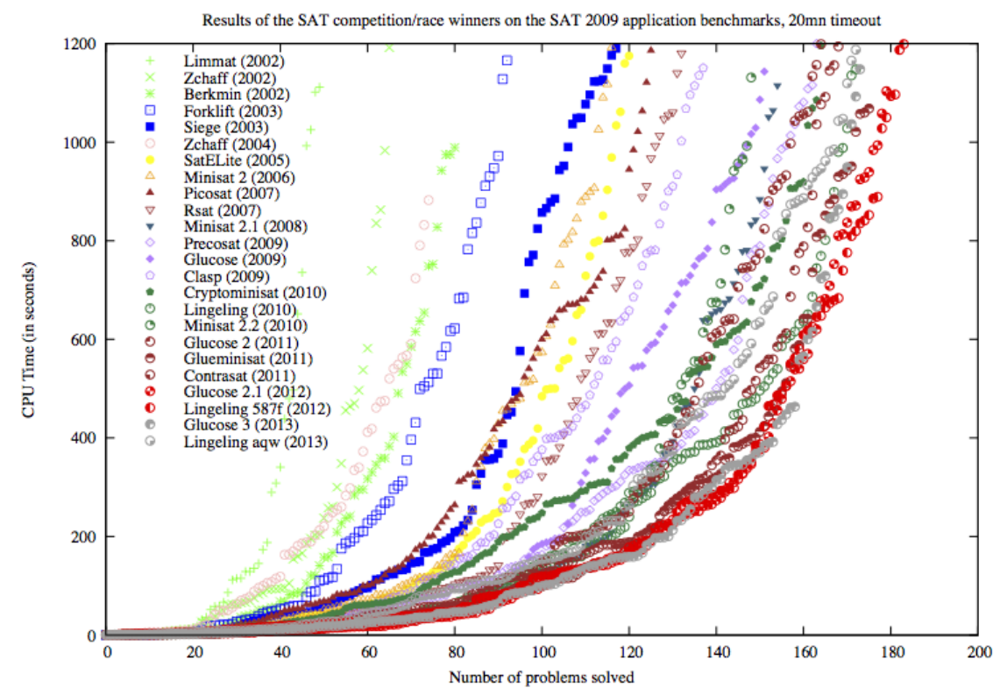 Results of the SAT competition/race winners on the SAT 2009 application benchmarks, 20mn timeout
1200
1000
800
600
400
200
0
CPU Time (in seconds)
Limmat (2002)
Zchaff (2002)
Berkmin (2002)
Forklift (2003)
Siege (2003)
Zchaff (2004)
SatELite (2005)
Minisat 2 (2006)
Picosat (2007)
Rsat (2007)
Minisat 2.1 (2008)
Precosat (2009)
Glucose (2009)
Clasp (2009)
Cryptominisat (2010)
Lingeling (2010)
Minisat 2.2 (2010)
Glucose 2 (2011)
Glueminisat (2011)
Contrasat (2011)
Glucose 2.1 (2012)
Lingeling 587f (2012)
Glucose 3 (2013)
Lingeling aqw (2013)
0 20 40 60 80 100 120 140 160 180 200
Number of problems solved